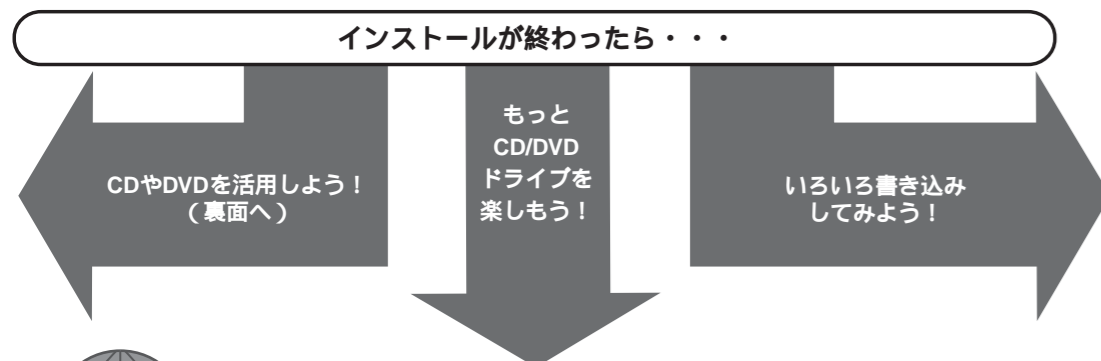 インストールが終わったら・・・
CDやDVDを活用しよう！
（裏面へ）
もっと
CD/DVD
ドライブを
楽しもう！
いろいろ書き込み
してみよう！